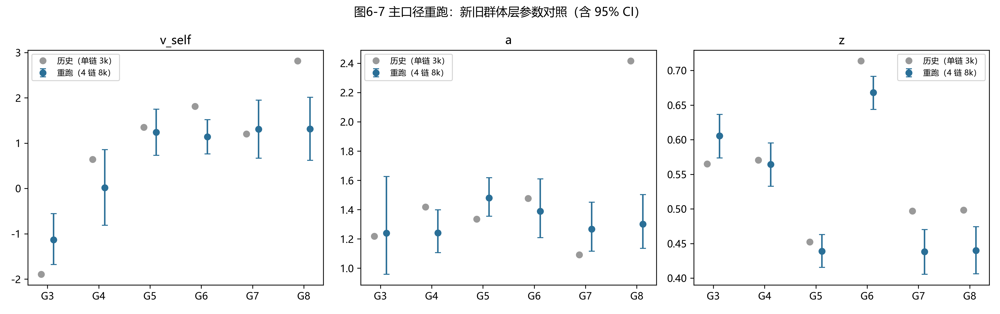 图6-7 主口径重跑：新旧群体层参数对照（含 95% CI）
v_self
3
2
1
0
-1
-2
历史（单链 3k）
重跑（4 链 8k）
G3 G4 G5 G6 G7 G8
a
2.4
2.2
2.0
1.8
1.6
1.4
1.2
1.0
历史（单链 3k）
重跑（4 链 8k）
G3 G4 G5 G6 G7 G8
z
0.70
0.65
0.60
0.55
0.50
0.45
0.40
历史（单链 3k）
重跑（4 链 8k）
G3 G4 G5 G6 G7 G8